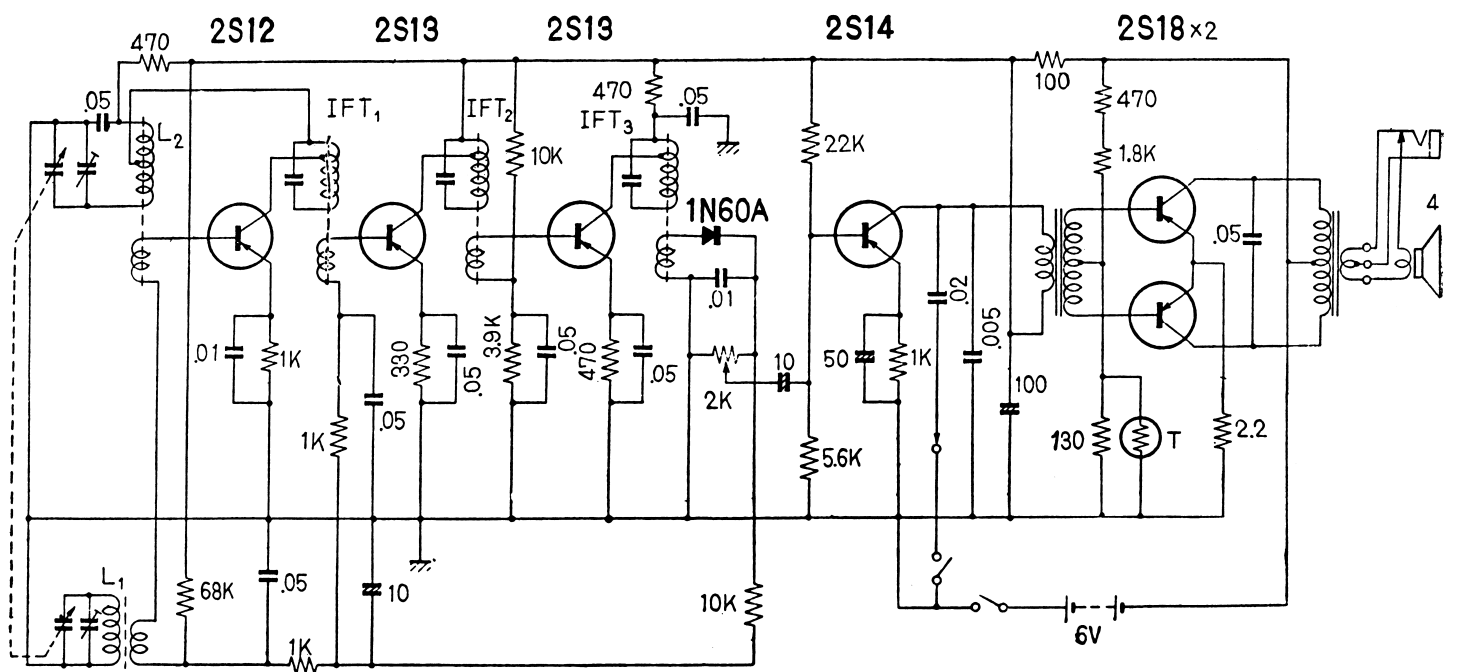 2S12
2S13
2S13
2S14
2S18×2
470
.05
L₂
IFT₁
IFT₂
IFT₃
470
.05
10K
22K
100
470
1.8K
4
1N60A
.05
.01
.02
.005
.01
1K
330
.05
3.9K
.05
470
.05
2K
10
50
1K
100
.05
1K
5.6K
130
T
2.2
L₁
68K
.05
10
10K
1K
6V